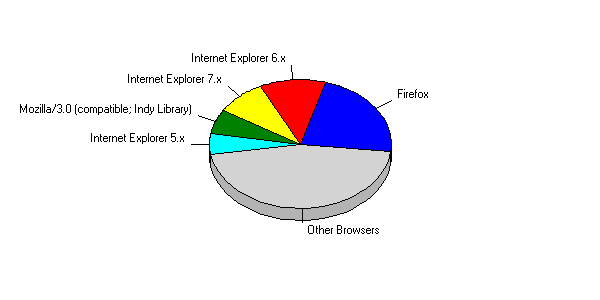 Internet Explorer 6.x
Internet Explorer 7.x
Firefox
Mozilla/3.0 (compatible; Indy Library)
Internet Explorer 5.x
Other Browsers